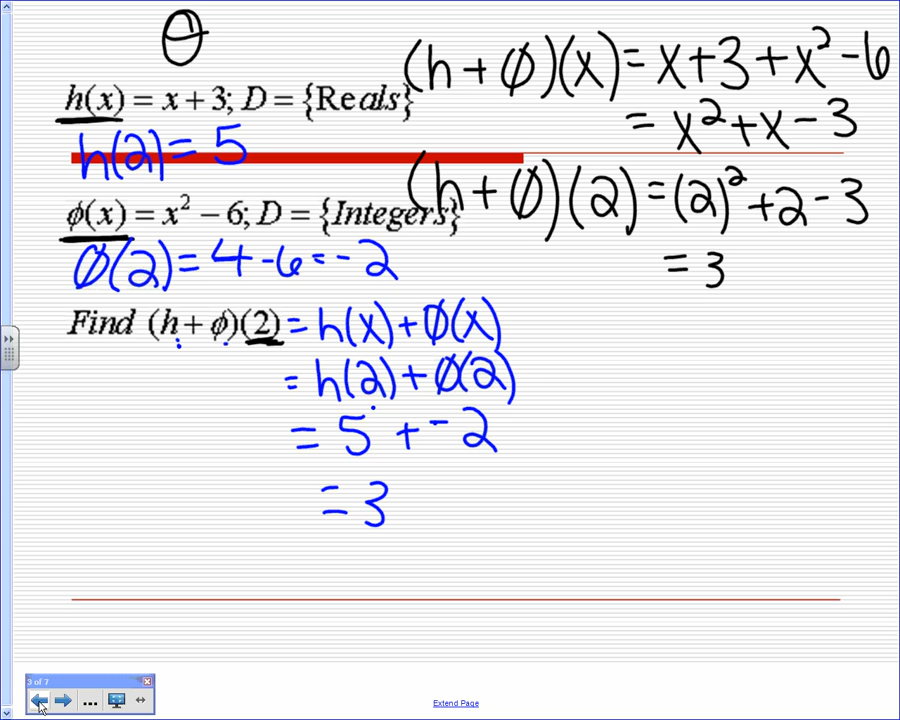 θ
h(x) = x + 3; D = {Reals}
h(2) = 5
ϕ(x) = x² − 6; D = {Integers}
ϕ(2) = 4 - 6 = -2
Find (h + ϕ)(2) = h(x) + ϕ(x)
= h(2) + ϕ(2)
= 5 + -2
= 3
(h + ϕ)(x) = x + 3 + x² - 6
= x² + x - 3
(h + ϕ)(2) = (2)² + 2 - 3
= 3
3 of 7
...
Extend Page